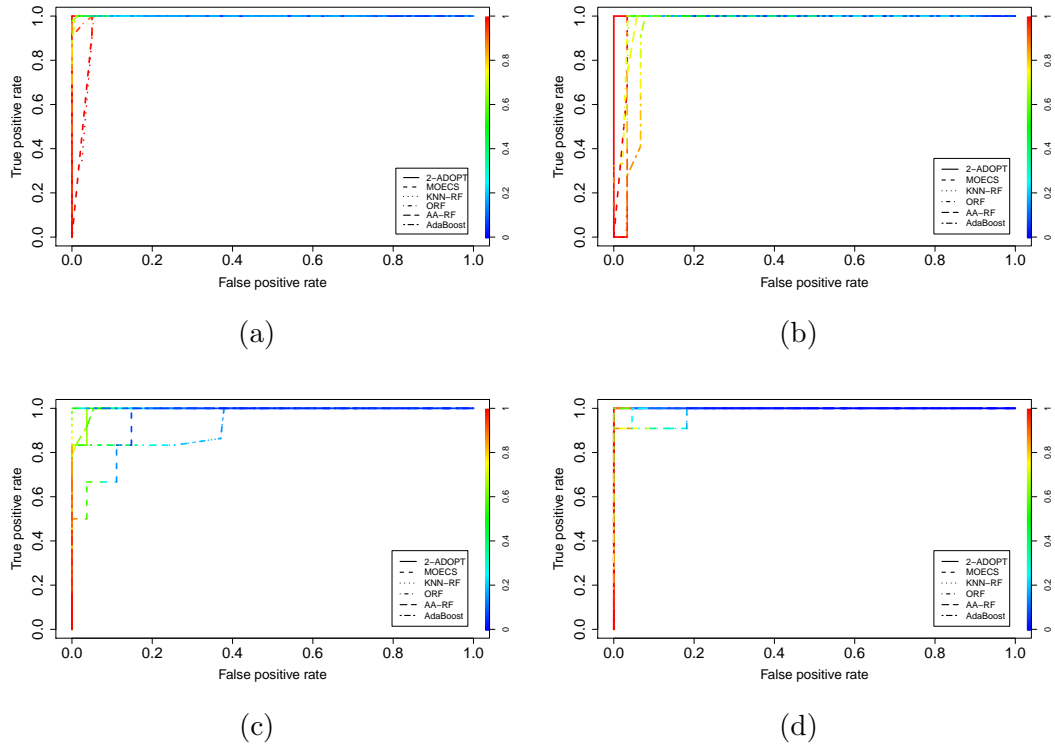 True positive rate
0.0
0.2
0.4
0.6
0.8
1.0
0
0.2
0.4
0.6
0.8
1
2−ADOPT
MOECS
KNN−RF
ORF
AA−RF
AdaBoost
0.0 0.2 0.4 0.6 0.8 1.0
False positive rate
(a)
True positive rate
0.0
0.2
0.4
0.6
0.8
1.0
0
0.2
0.4
0.6
0.8
1
2−ADOPT
MOECS
KNN−RF
ORF
AA−RF
AdaBoost
0.0 0.2 0.4 0.6 0.8 1.0
False positive rate
(b)
True positive rate
0.0
0.2
0.4
0.6
0.8
1.0
0
0.2
0.4
0.6
0.8
1
2−ADOPT
MOECS
KNN−RF
ORF
AA−RF
AdaBoost
0.0 0.2 0.4 0.6 0.8 1.0
False positive rate
(c)
True positive rate
0.0
0.2
0.4
0.6
0.8
1.0
0
0.2
0.4
0.6
0.8
1
2−ADOPT
MOECS
KNN−RF
ORF
AA−RF
AdaBoost
0.0 0.2 0.4 0.6 0.8 1.0
False positive rate
(d)